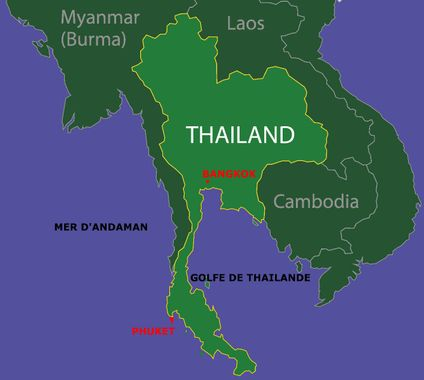 Myanmar
(Burma)
Laos
THAILAND
BANGKOK
Cambodia
MER D'ANDAMAN
GOLFE DE THAILANDE
PHUKET